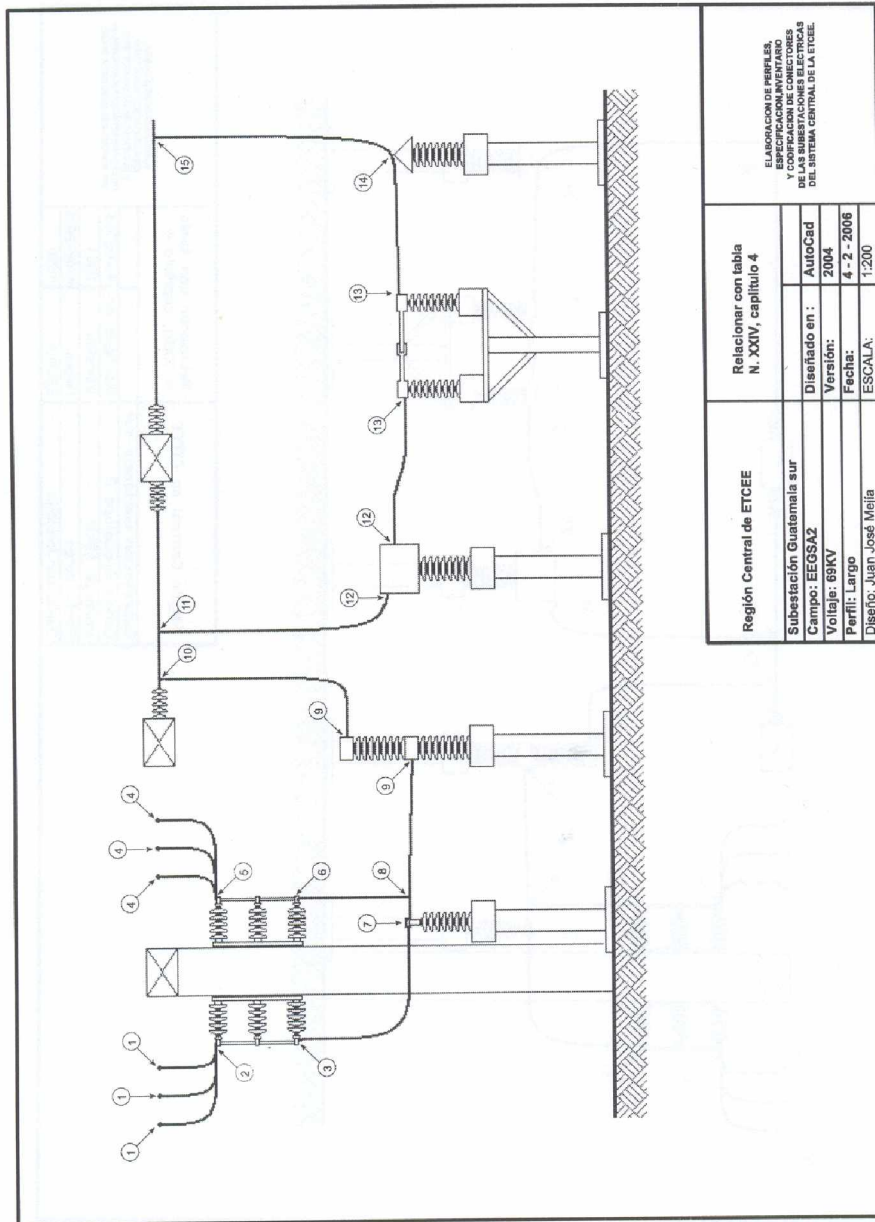 1
1
1
2
3
4
4
4
5
6
7
8
9
9
10
11
12
12
13
13
14
15
Región Central de ETCEE
Subestación Guatemala sur
Campo: EEGSA2
Voltaje: 69KV
Perfil: Largo
Diseño: Juan José Mejía
Relacionar con tabla
N. XXIV, caplitulo 4
Diseñado en :
AutoCad
Versión:
2004
Fecha:
4 - 2 - 2006
ESCALA:
1:200
ELABORACION DE PERFILES,
ESPECIFICACION,INVENTARIO
Y CODIFICACION DE CONECTORES
DE LAS SUBESTACIONES ELECTRICAS
DEL SISTEMA CENTRAL DE LA ETCEE.